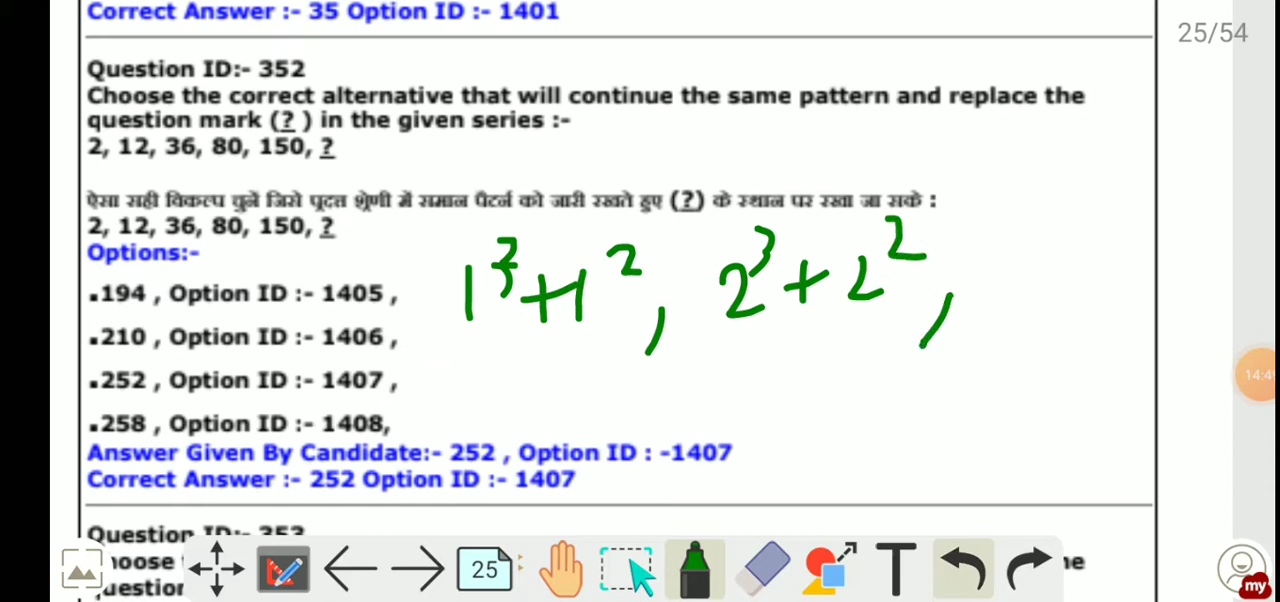 Correct Answer :- 35 Option ID :- 1401
25/54
Question ID:- 352
Choose the correct alternative that will continue the same pattern and replace the
question mark (?) in the given series :-
2, 12, 36, 80, 150, ?
ऐसा सही विकल्प चुनें जिसे प्रदत्त श्रेणी में समान पैटर्न को जारी रखते हुए (?) के स्थान पर रखा जा सके :
2, 12, 36, 80, 150, ?
Options:-
1³+1², 2³+2²,
.194 , Option ID :- 1405 ,
.210 , Option ID :- 1406 ,
.252 , Option ID :- 1407 ,
.258 , Option ID :- 1408,
Answer Given By Candidate:- 252 , Option ID : -1407
Correct Answer :- 252 Option ID :- 1407
Question ID:- 353
25
T
my